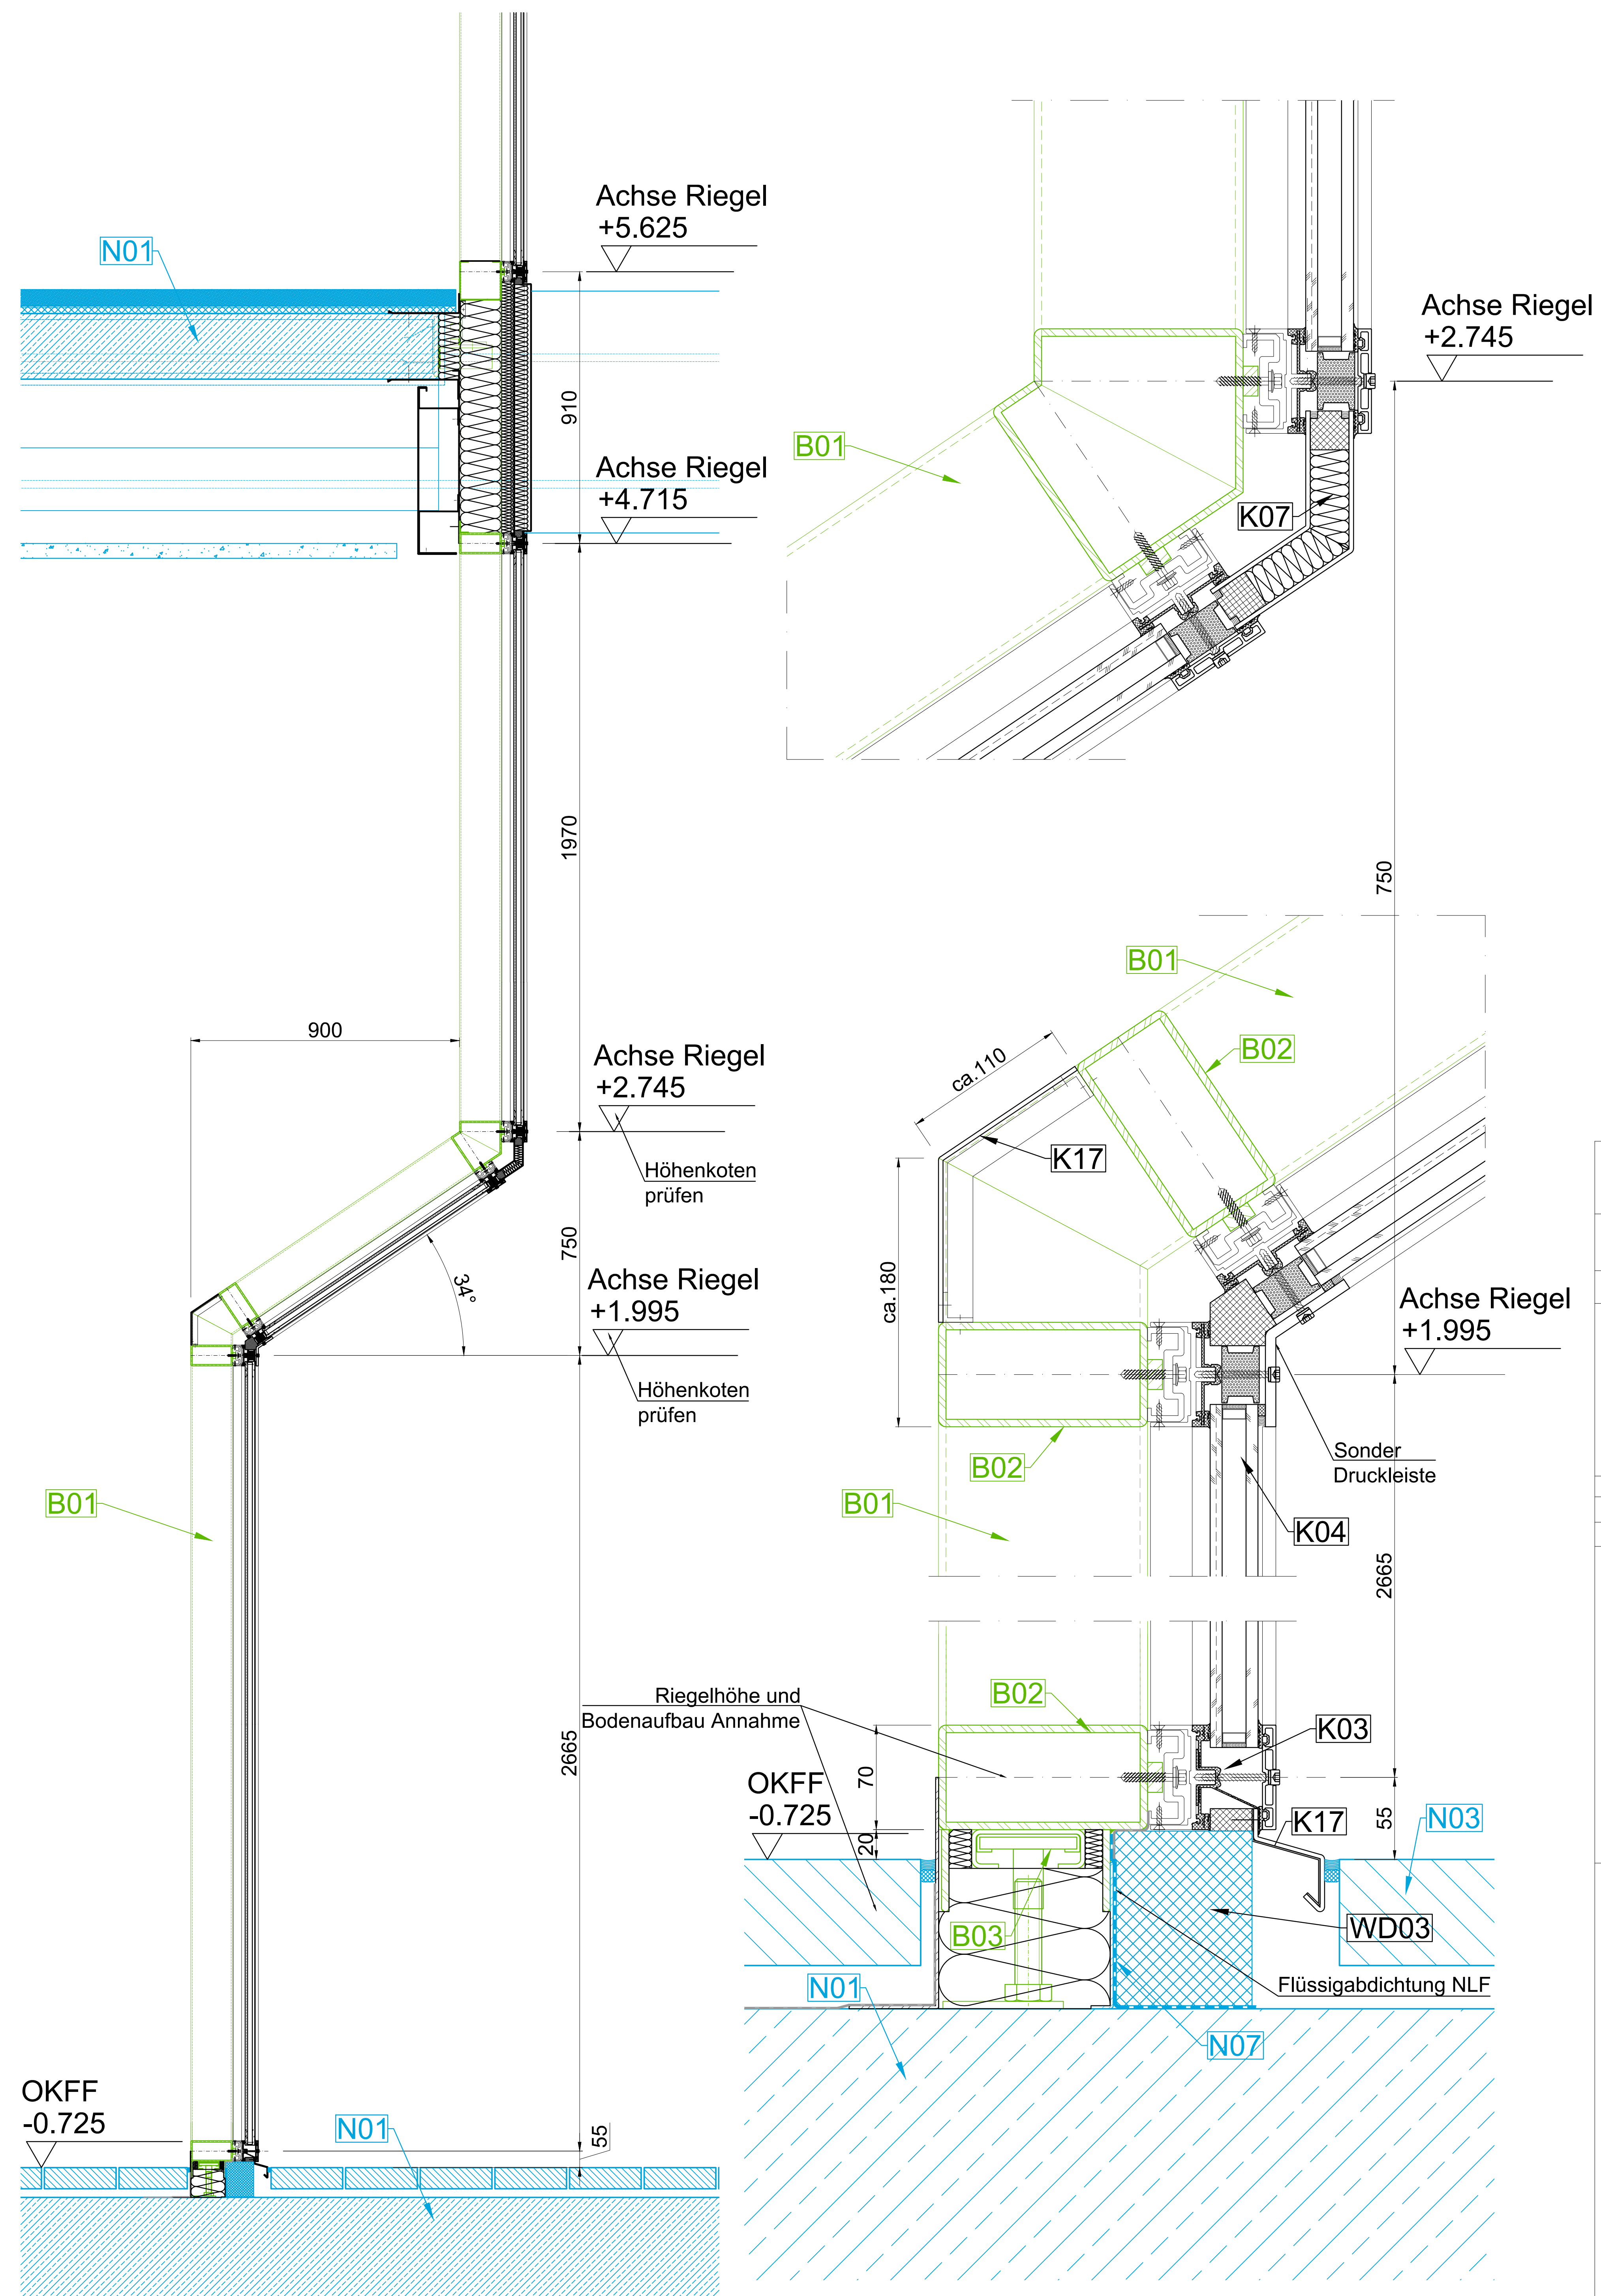 Achse Riegel
+5.625
N01
910
Achse Riegel
+4.715
1970
900
Achse Riegel
+2.745
Höhenkoten
prüfen
750
34°
Achse Riegel
+1.995
Höhenkoten
prüfen
B01
2665
OKFF
-0.725
N01
55
Achse Riegel
+2.745
B01
K07
750
B01
B02
ca.110
K17
ca.180
Achse Riegel
+1.995
B02
Sonder
Druckleiste
B01
K04
2665
Riegelhöhe und
Bodenaufbau Annahme
B02
K03
OKFF
-0.725
70
20
K17
55
N03
B03
WD03
N01
Flüssigabdichtung NLF
N07